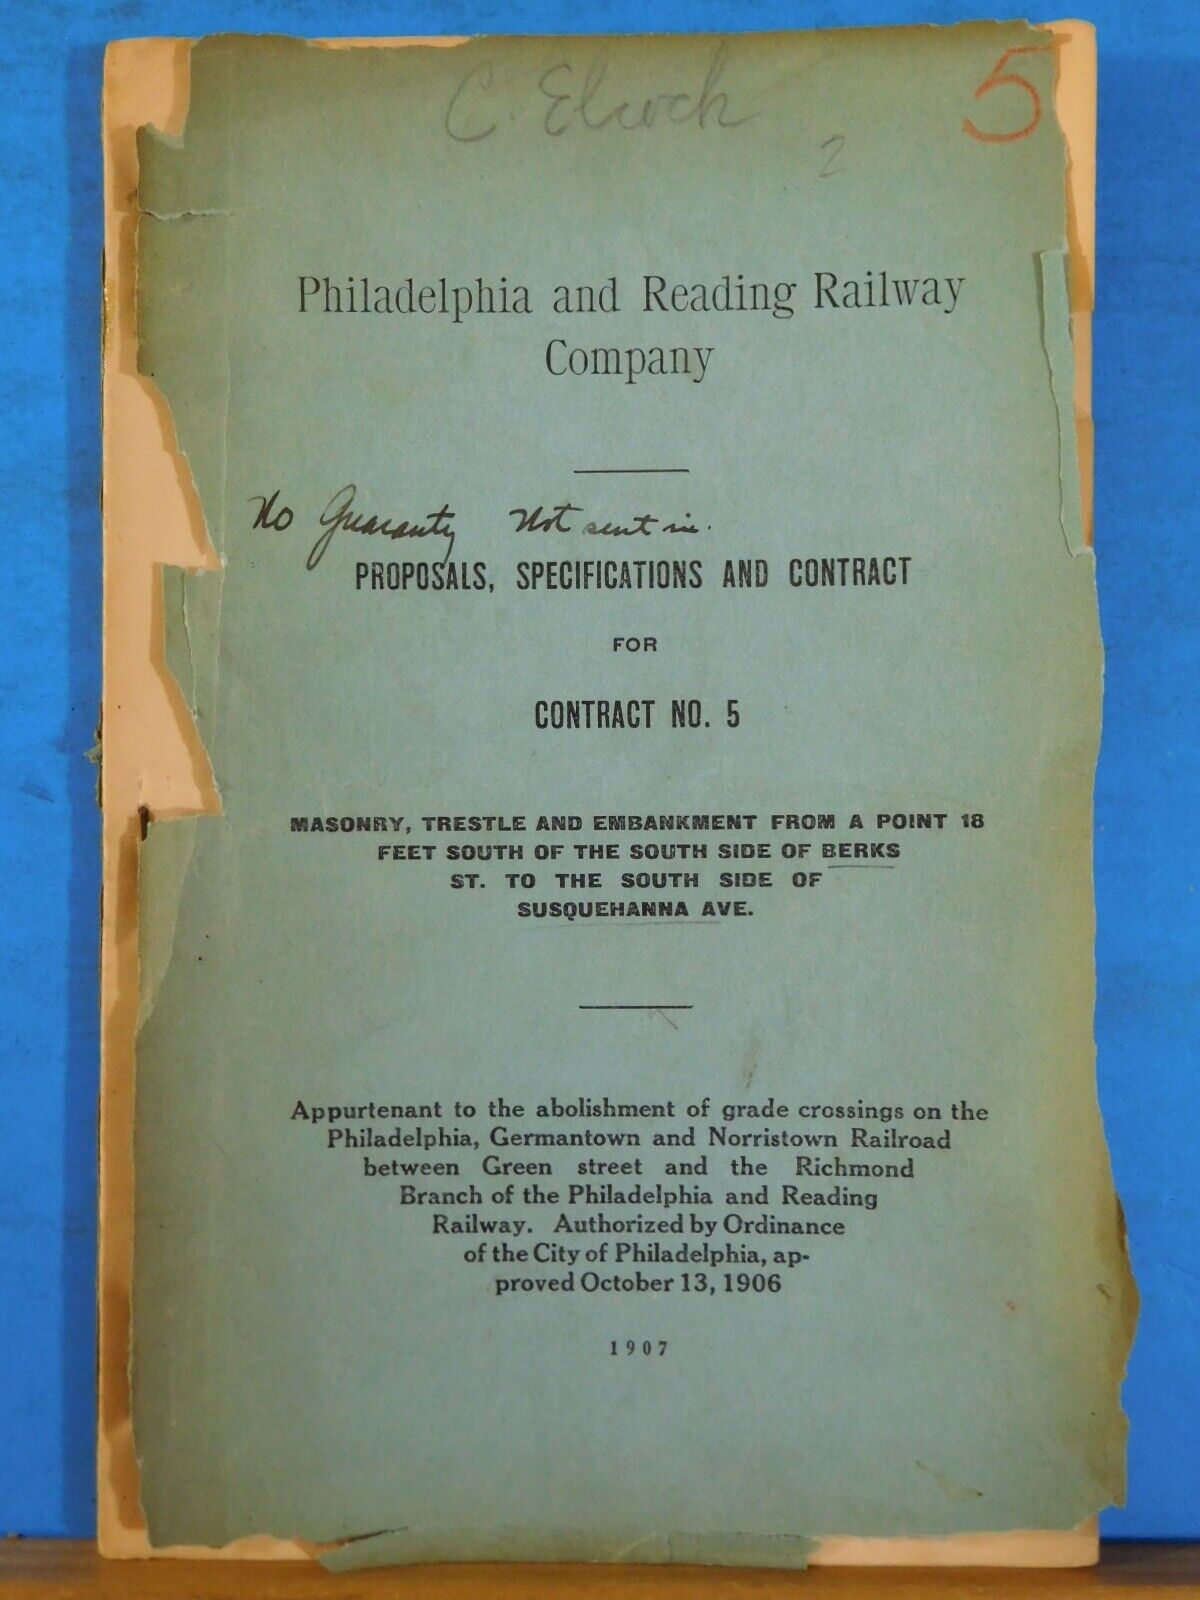 C.
5
2
Philadelphia and Reading Railway
Company
No Guaranty Not sent in.
PROPOSALS, SPECIFICATIONS AND CONTRACT
FOR
CONTRACT NO. 5
MASONRY, TRESTLE AND EMBANKMENT FROM A POINT 18
FEET SOUTH OF THE SOUTH SIDE OF BERKS
ST. TO THE SOUTH SIDE OF
SUSQUEHANNA AVE.
Appurtenant to the abolishment of grade crossings on the
Philadelphia, Germantown and Norristown Railroad
between Green street and the Richmond
Branch of the Philadelphia and Reading
Railway. Authorized by Ordinance
of the City of Philadelphia, ap-
proved October 13, 1906
1907